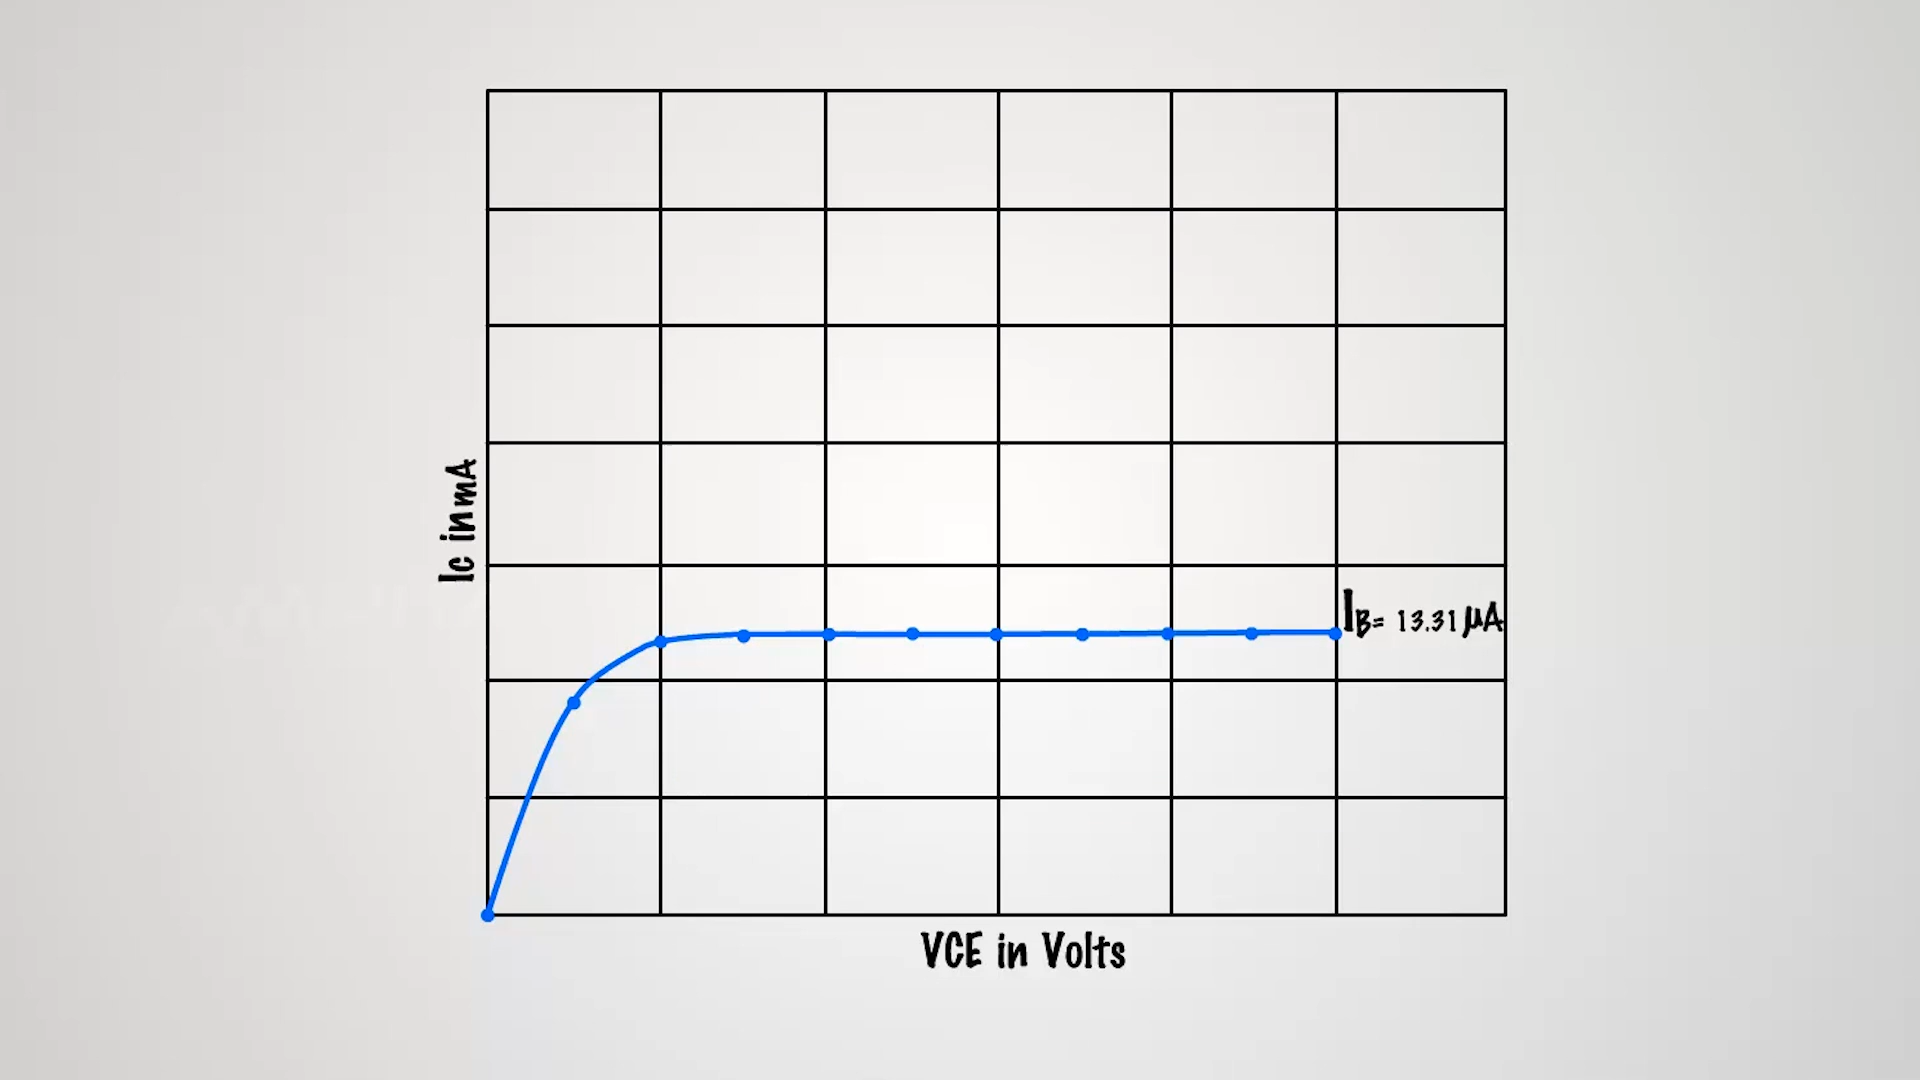 Ic in mA
IB= 13.31 μA
VCE in Volts